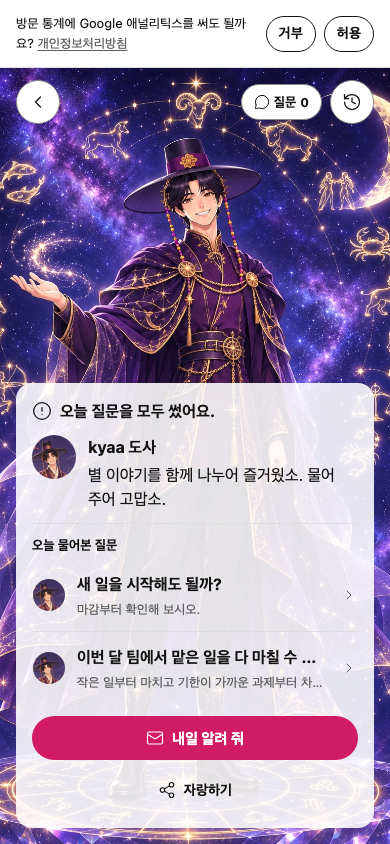 방문 통계에 Google 애널리틱스를 써도 될까
요? 개인정보처리방침
거부
허용
질문 0
오늘 질문을 모두 썼어요.
kyaa 도사
별 이야기를 함께 나누어 즐거웠소. 물어
주어 고맙소.
오늘 물어본 질문
새 일을 시작해도 될까?
마감부터 확인해 보시오.
이번 달 팀에서 맡은 일을 다 마칠 수 ...
작은 일부터 마치고 기한이 가까운 과제부터 차...
내일 알려 줘
자랑하기